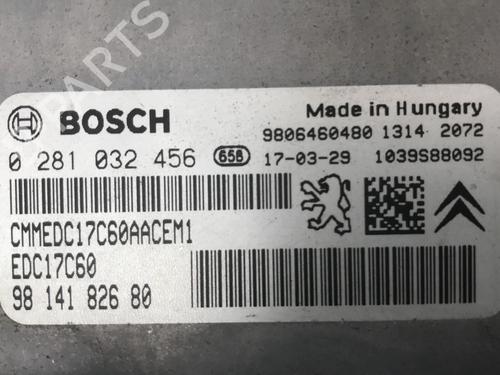 PARTS
BOSCH
Made in Hungary
9806460480 1314 2072
0 281 032 456 658 17-03-29 1039S88092
CMMEDC17C60AACEM1
EDC17C60
98 141 826 80